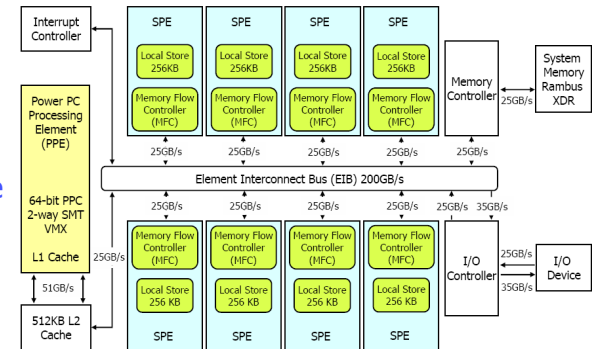 Interrupt
Controller
Power PC
Processing
Element
(PPE)
64-bit PPC
2-way SMT
VMX
L1 Cache
51GB/s
512KB L2
Cache
25GB/s
SPE
Local Store
256KB
Memory Flow
Controller
(MFC)
25GB/s
SPE
Local Store
256KB
Memory Flow
Controller
(MFC)
25GB/s
SPE
Local Store
256KB
Memory Flow
Controller
(MFC)
25GB/s
SPE
Local Store
256KB
Memory Flow
Controller
(MFC)
25GB/s
Memory
Controller
25GB/s
25GB/s
System
Memory
Rambus
XDR
Element Interconnect Bus (EIB) 200GB/s
25GB/s
Memory Flow
Controller
(MFC)
Local Store
256 KB
SPE
25GB/s
Memory Flow
Controller
(MFC)
Local Store
256 KB
SPE
25GB/s
Memory Flow
Controller
(MFC)
Local Store
256 KB
SPE
25GB/s
Memory Flow
Controller
(MFC)
Local Store
256 KB
SPE
25GB/s
35GB/s
I/O
Controller
25GB/s
35GB/s
I/O
Device